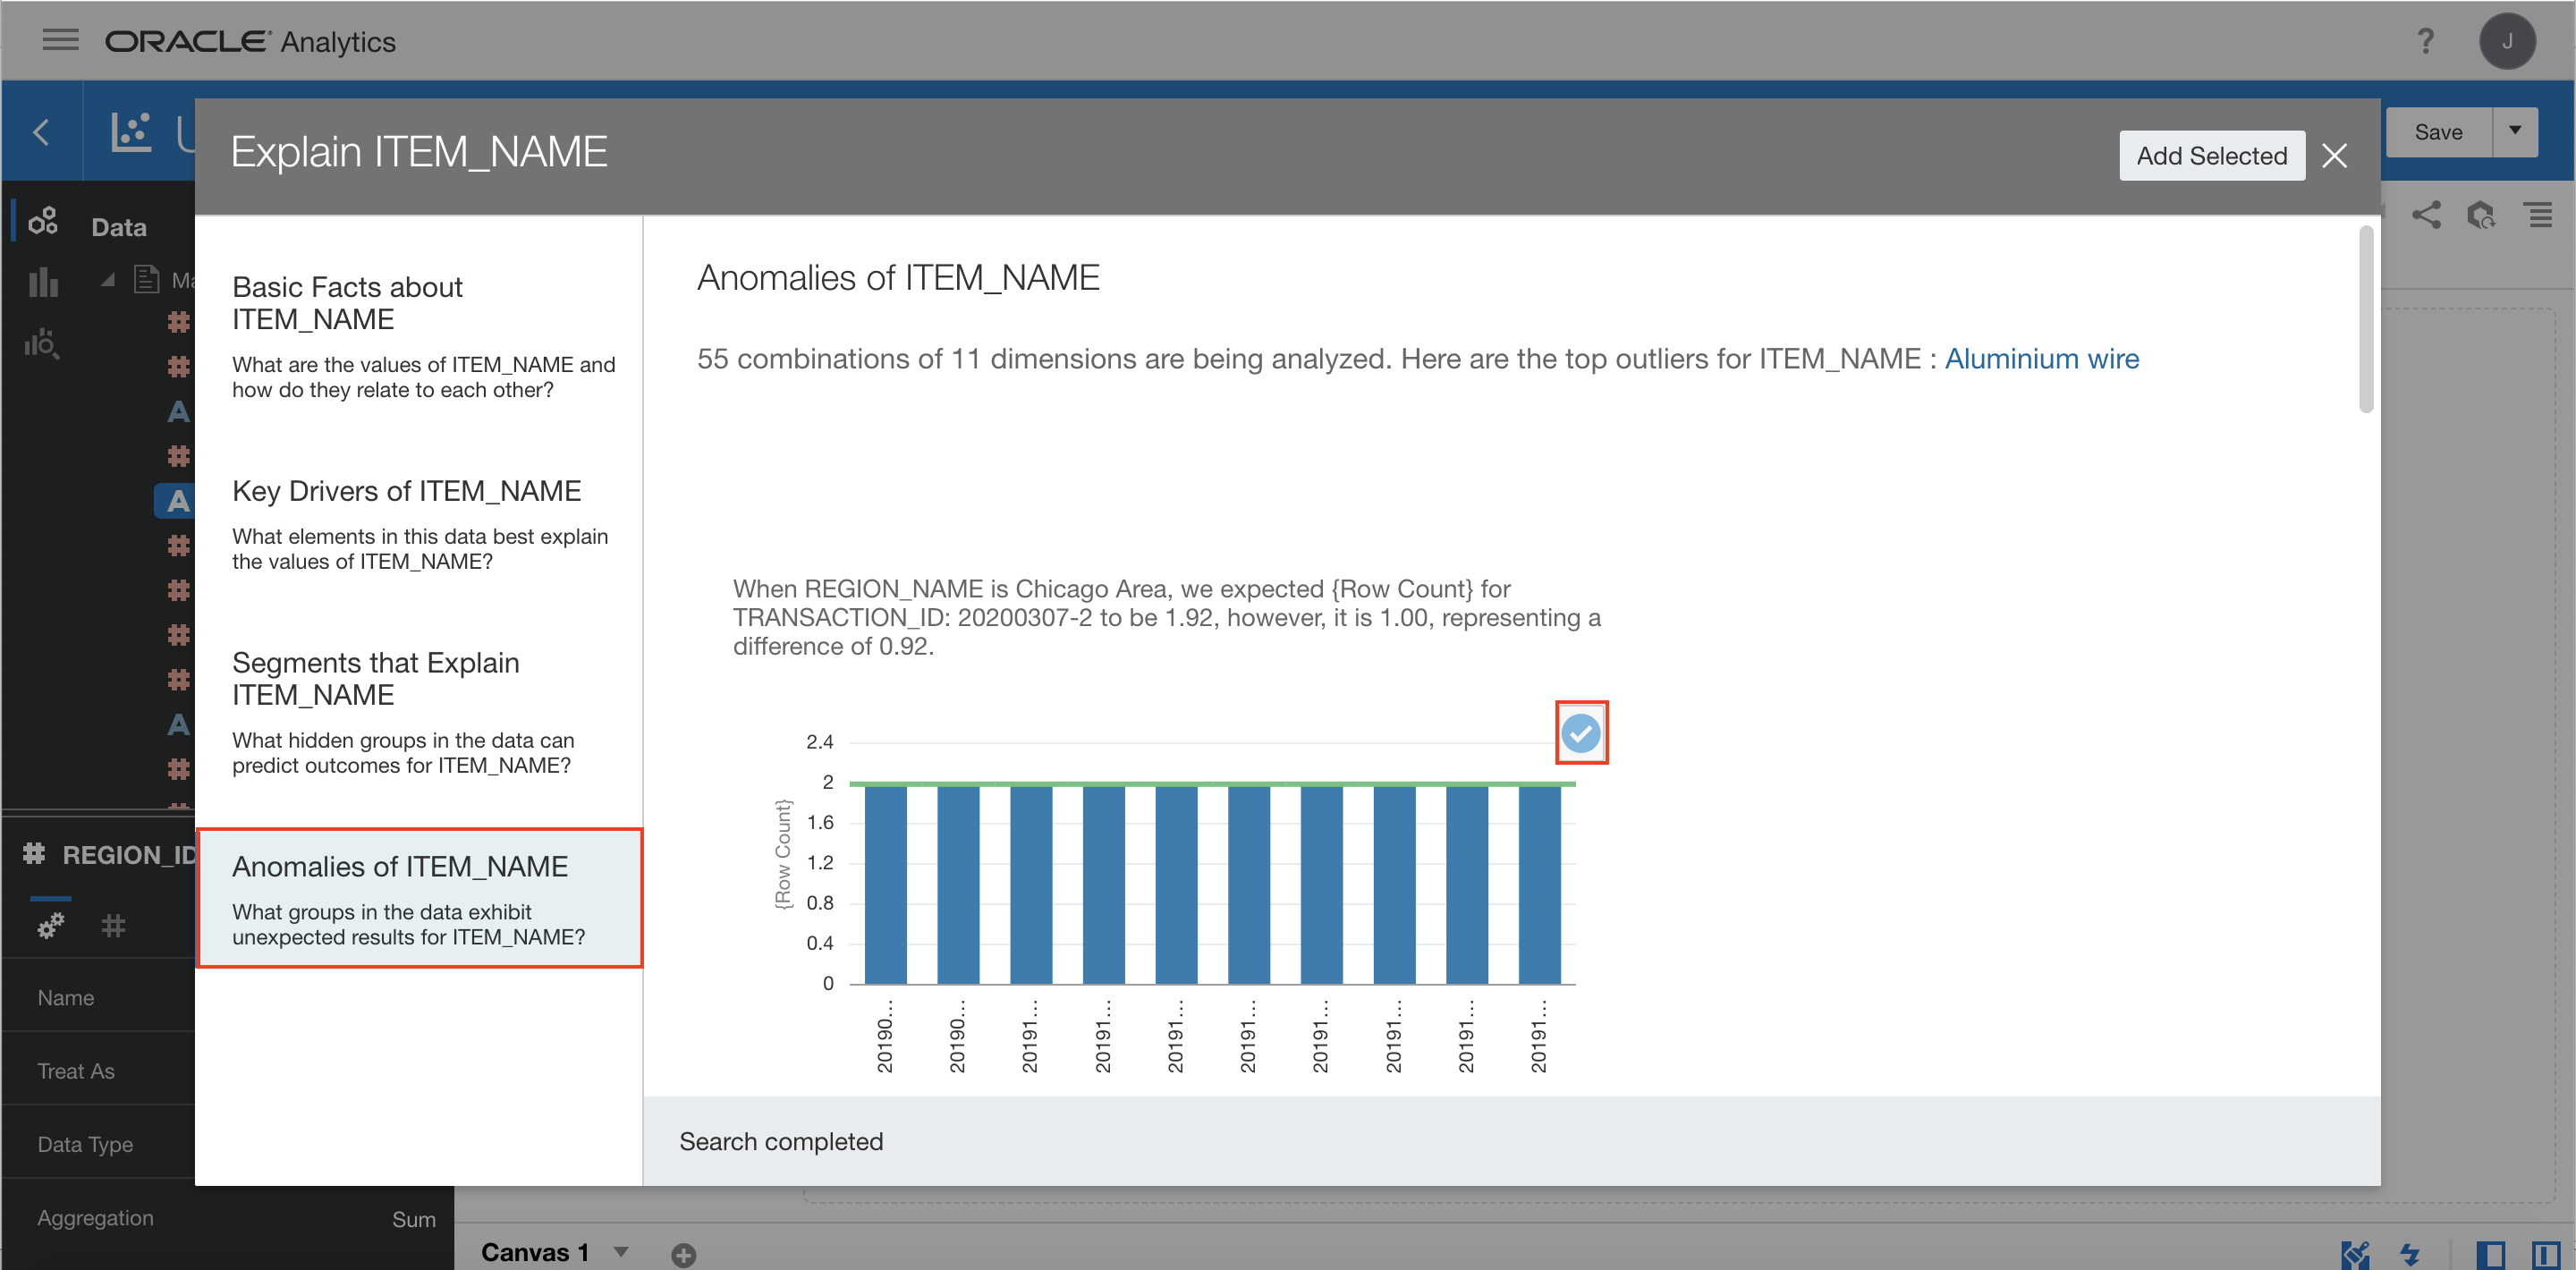 ORACLE Analytics
?
J
Save
Explain ITEM_NAME
Add Selected
Data
Basic Facts about
ITEM_NAME
What are the values of ITEM_NAME and
how do they relate to each other?
Key Drivers of ITEM_NAME
What elements in this data best explain
the values of ITEM_NAME?
Segments that Explain
ITEM_NAME
What hidden groups in the data can
predict outcomes for ITEM_NAME?
Anomalies of ITEM_NAME
What groups in the data exhibit
unexpected results for ITEM_NAME?
Anomalies of ITEM_NAME
55 combinations of 11 dimensions are being analyzed. Here are the top outliers for ITEM_NAME : Aluminium wire
When REGION_NAME is Chicago Area, we expected {Row Count} for
TRANSACTION_ID: 20200307-2 to be 1.92, however, it is 1.00, representing a
difference of 0.92.
{Row Count}
2.4
2
1.6
1.2
0.8
0.4
0
20190...
20190...
20191...
20191...
20191...
20191...
20191...
20191...
20191...
20191...
Search completed
# REGION_ID
#
Name
Treat As
Data Type
Aggregation Sum
Canvas 1